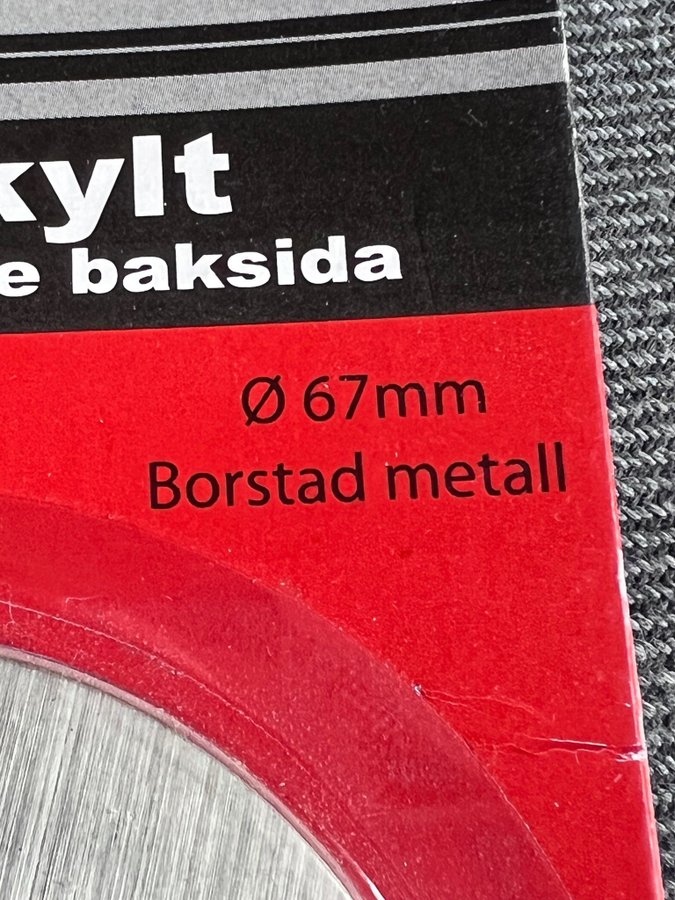 kylt
e baksida
Ø 67mm
Borstad metall